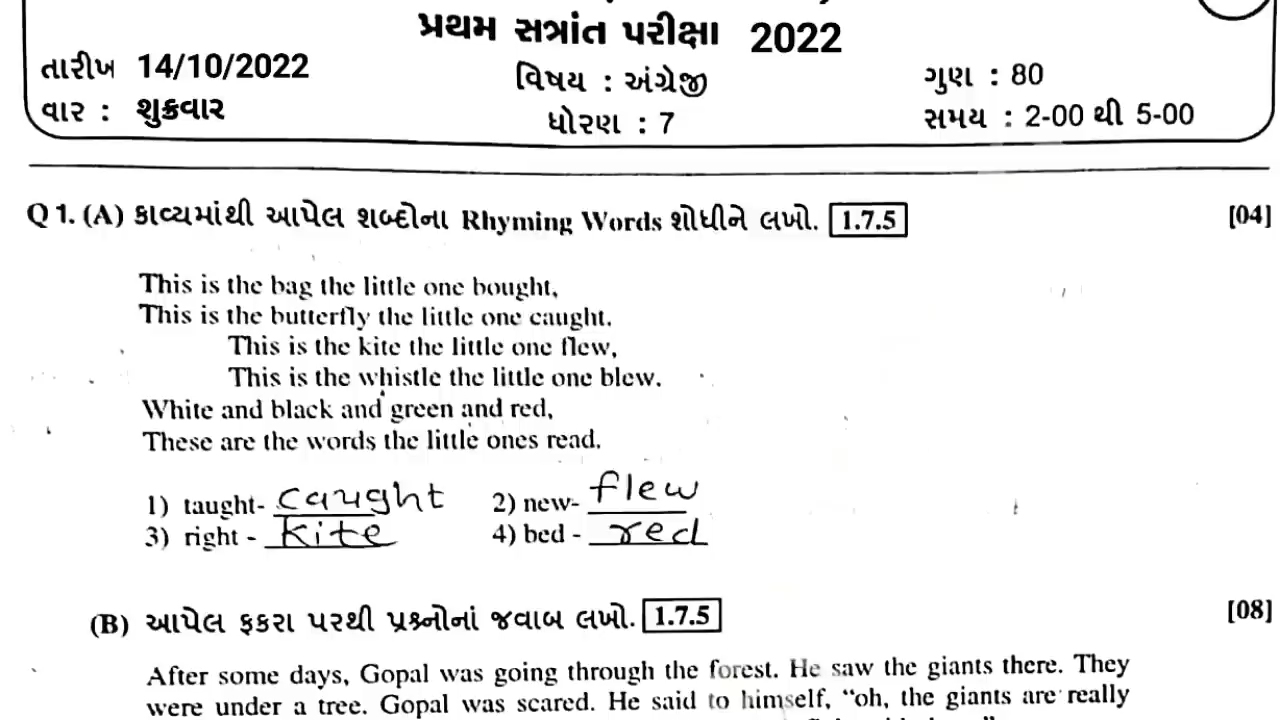 પ્રથમ સત્રાંત પરીક્ષા 2022
તારીખ 14/10/2022
વિષય : અંગ્રેજી
ગુણ : 80
વાર : શુક્રવાર
ધોરણ : 7
સમય : 2-00 થી 5-00
Q 1. (A) કાવ્યમાંથી આપેલ શબ્દોના Rhyming Words શોધીને લખો. 1.7.5 [04]
This is the bag the little one bought,
This is the butterfly the little one caught.
This is the kite the little one flew,
This is the whistle the little one blew.
White and black and green and red,
These are the words the little ones read.
1) taught- caught 2) new- flew
3) right - kite 4) bed - red
(B) આપેલ ફકરા પરથી પ્રશ્નોનાં જવાબ લખો. 1.7.5 [08]
After some days, Gopal was going through the forest. He saw the giants there. They
were under a tree. Gopal was scared. He said to himself, “oh, the giants are really